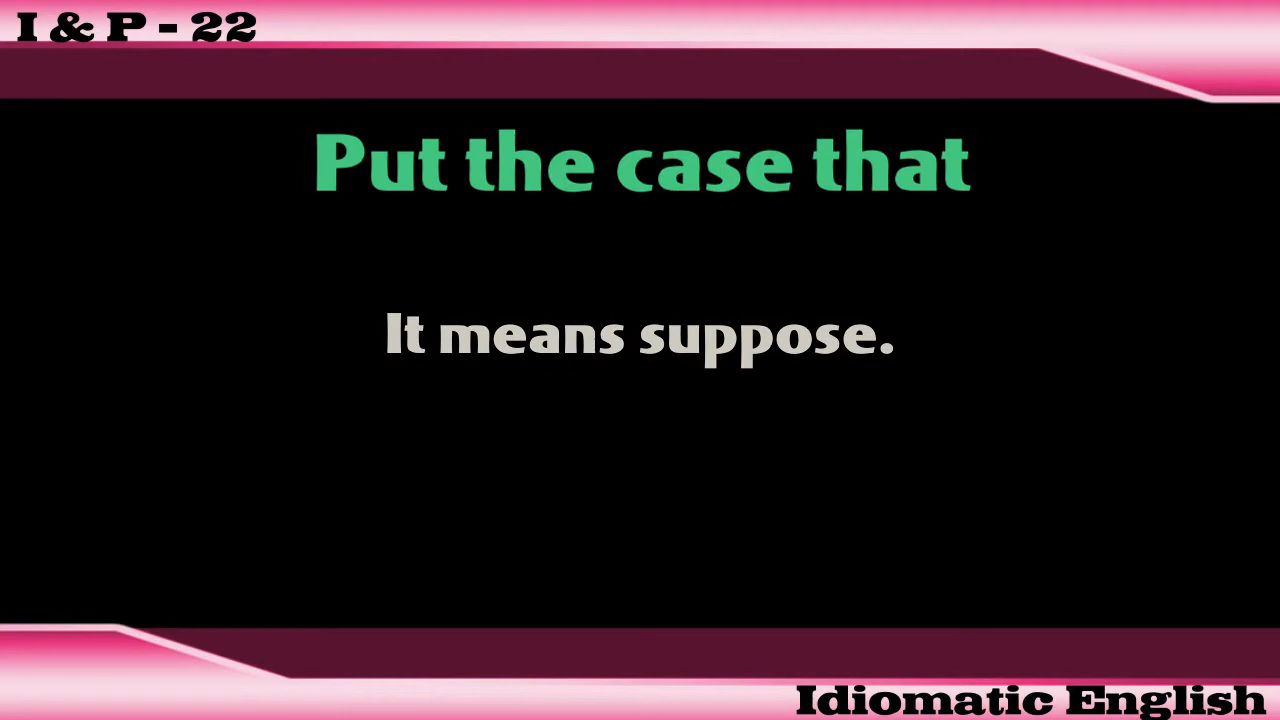 I & P - 22
Put the case that
It means suppose.
Idiomatic English